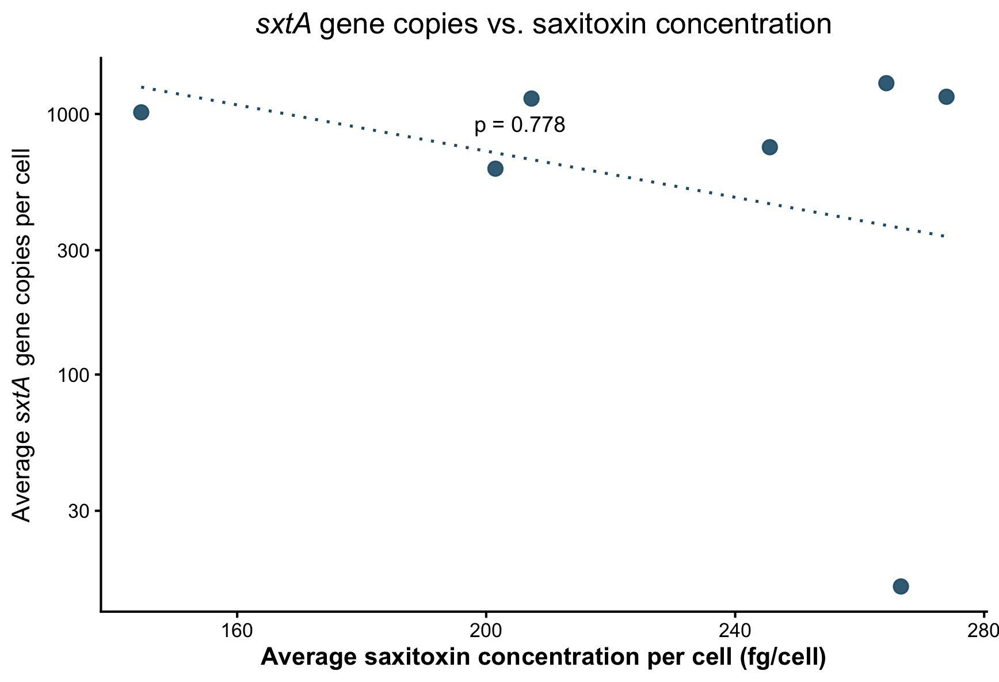 sxtA gene copies vs. saxitoxin concentration
Average sxtA gene copies per cell
1000
300
100
30
p = 0.778
160
200
240
280
Average saxitoxin concentration per cell (fg/cell)